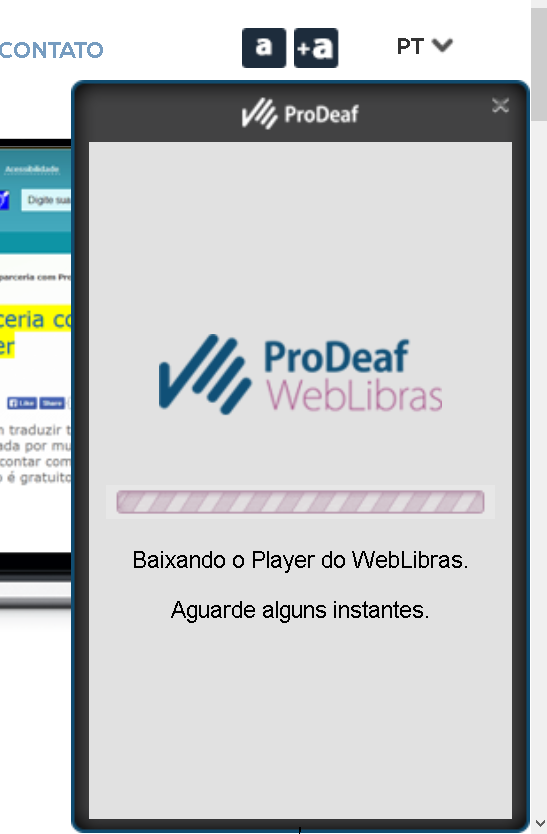 CONTATO
a
+a
PT
ProDeaf
Acessibilidade
Digite sua
parceria com Pro
ceria co
er
Like
Share
n traduzir t
ada por mu
contar com
o é gratuito
ProDeaf
WebLibras
Baixando o Player do WebLibras.
Aguarde alguns instantes.